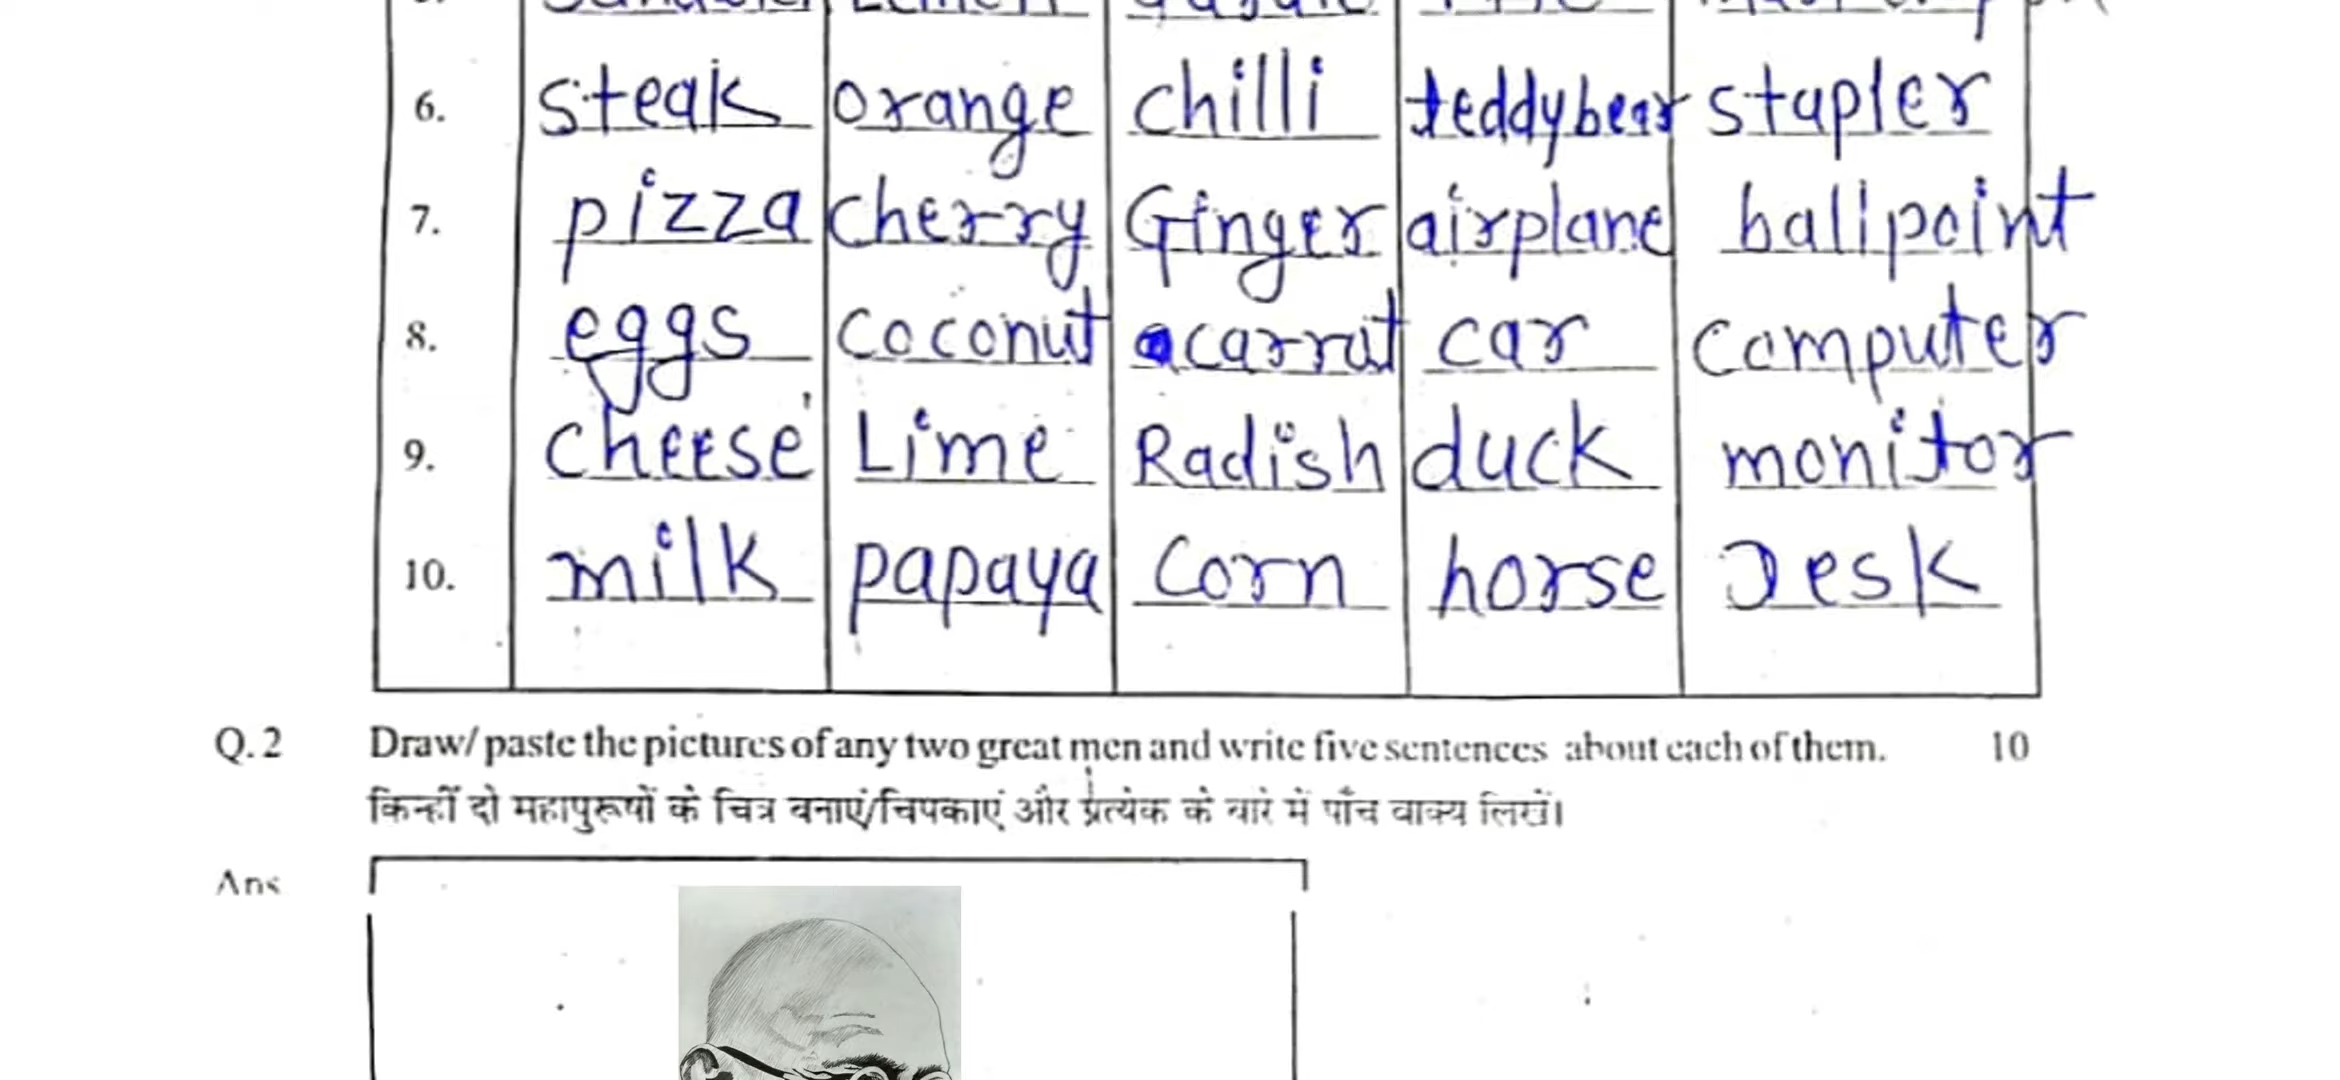 6. steak orange chilli teddybear stapler
7. pizza cherry Ginger airplane ballpoint
8. eggs coconut carrat car computer
9. cheese Lime Radish duck monitor
10. milk papaya Corn horse Desk
Q.2 Draw/ paste the pictures of any two great men and write five sentences about each of them. 10
किन्हीं दो महापुरूषों के चित्र बनाएं/चिपकाएं और प्रत्येक के बारे में पाँच वाक्य लिखें।
Ans